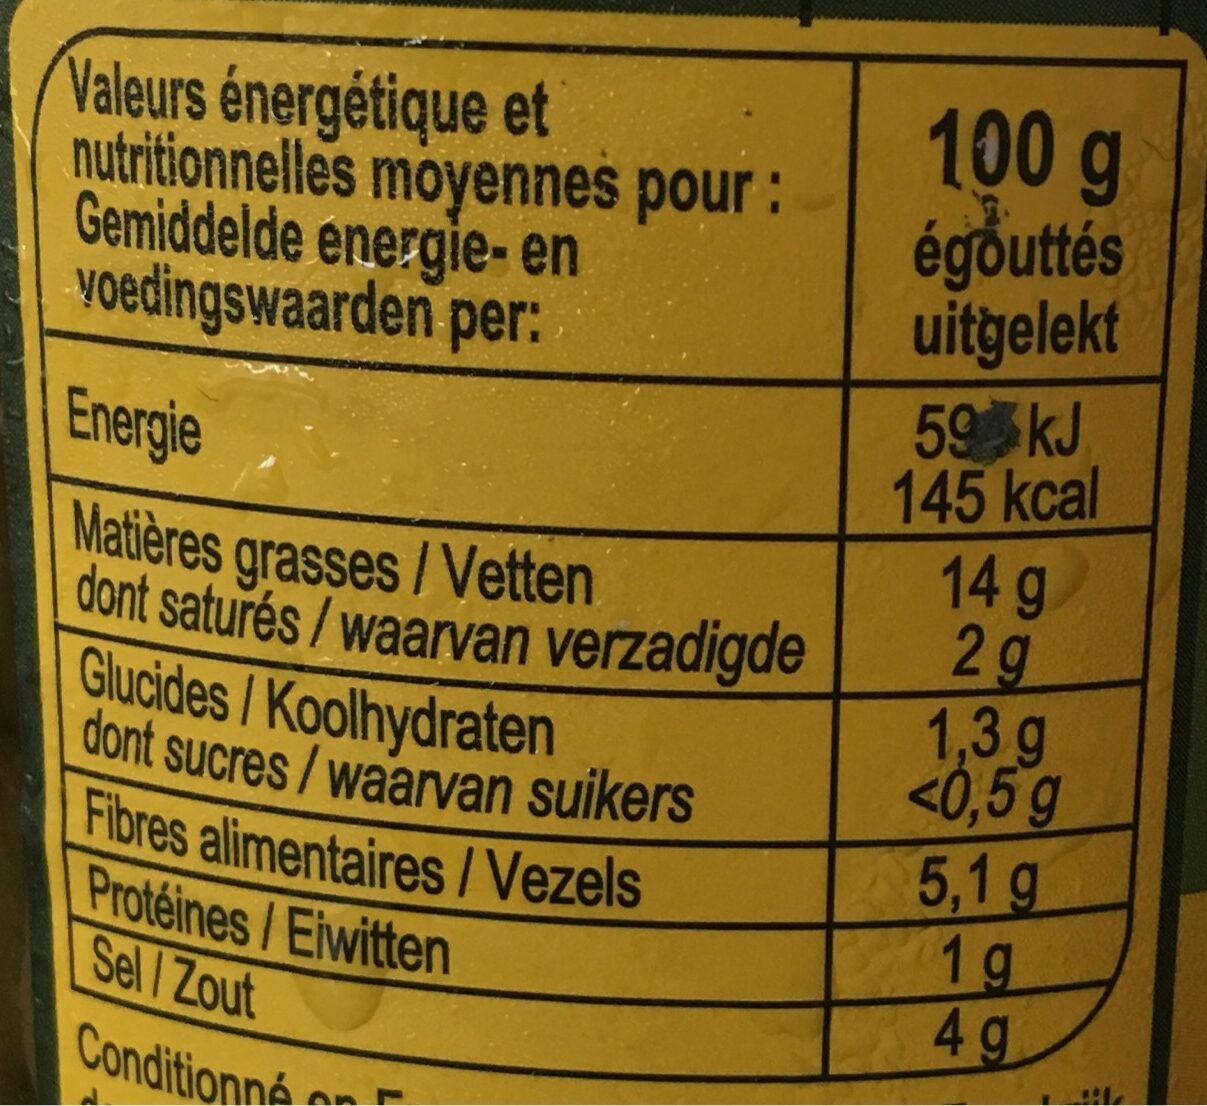 Valeurs énergétique et
nutritionnelles moyennes pour :
Gemiddelde energie- en
voedingswaarden per:
100 g
égouttés
uitgelekt
Energie
kJ
145 kcal
Matières grasses / Vetten
14 g
dont saturés / waarvan verzadigde
2 g
Glucides / Koolhydraten
1,3 g
dont sucres / waarvan suikers
<0,5 g
Fibres alimentaires / Vezels
5,1 g
Protéines / Eiwitten
1 g
Sel / Zout
4 g
Conditionné en